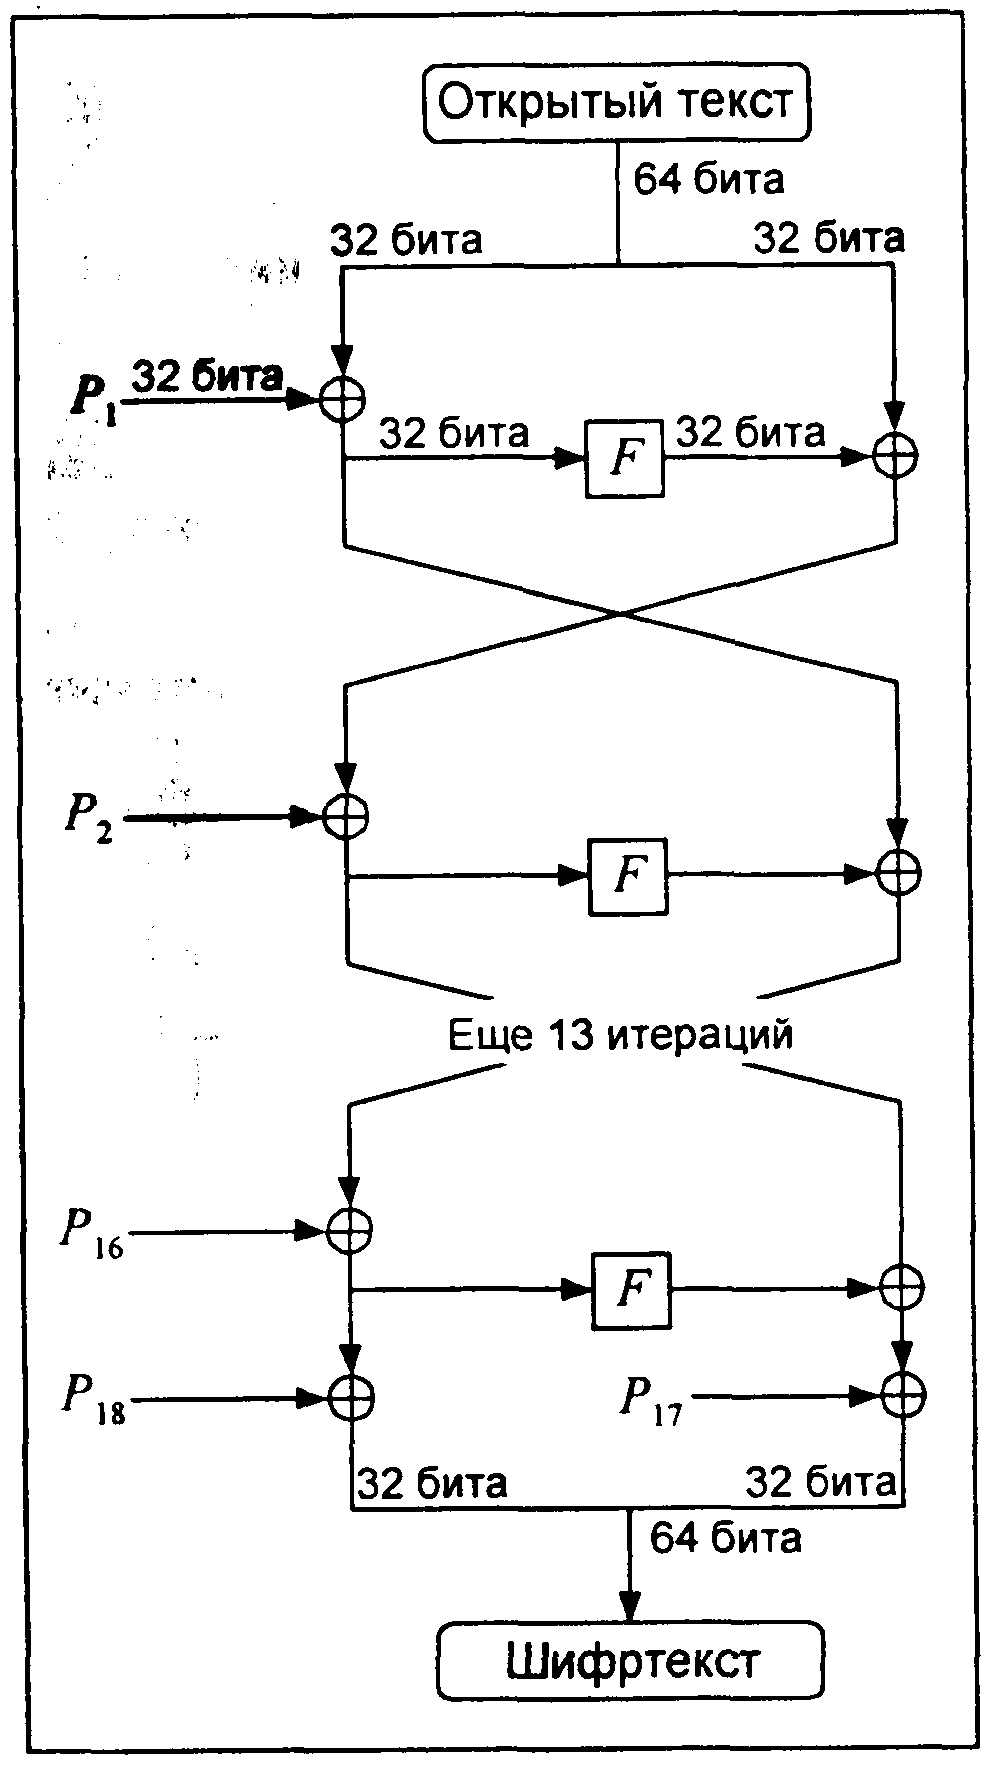 Открытый текст
64 бита
32 бита 32 бита
P1 32 бита
32 бита F 32 бита
P2
F
Еще 13 итераций
P16
F
P18 P17
32 бита 32 бита
64 бита
Шифртекст